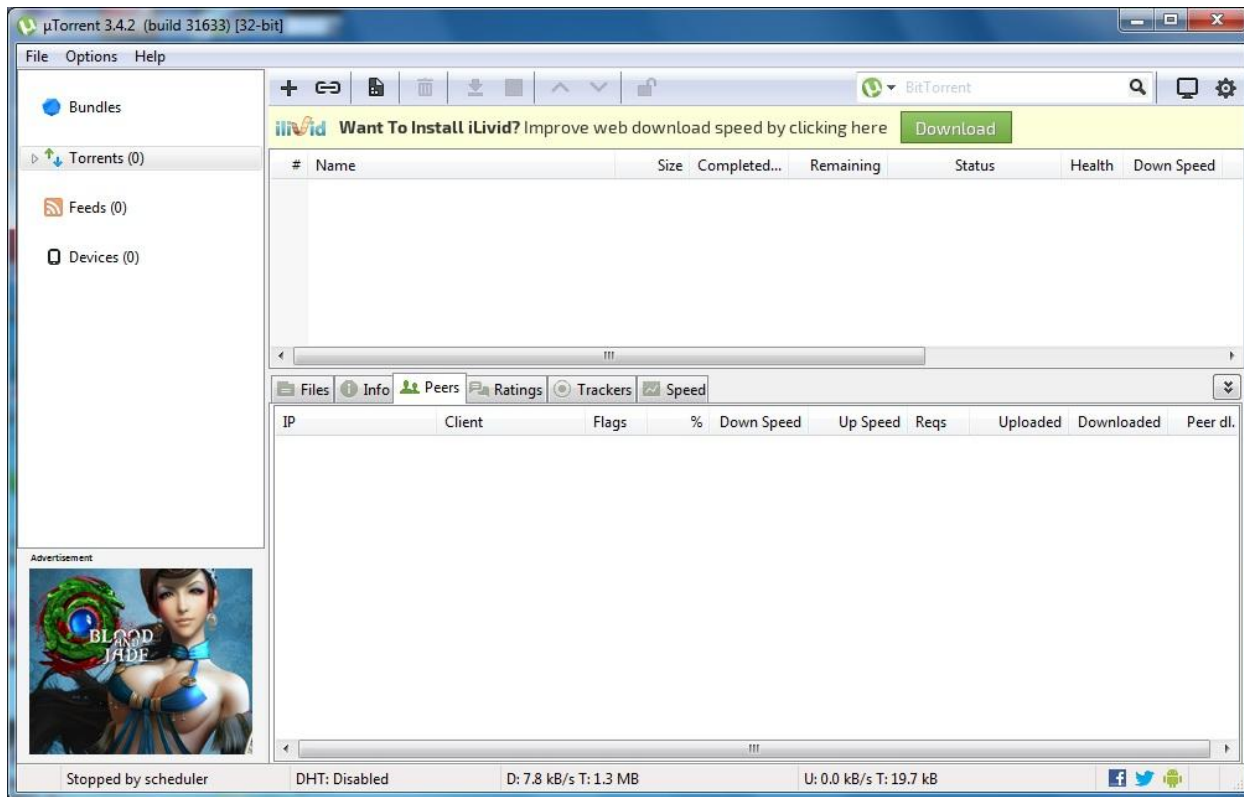 µTorrent 3.4.2 (build 31633) [32-bit]
File Options Help
Bundles
Torrents (0)
Feeds (0)
Devices (0)
BitTorrent
iLivid Want To Install iLivid? Improve web download speed by clicking here Download
# Name Size Completed... Remaining Status Health Down Speed
Files Info Peers Ratings Trackers Speed
IP Client Flags % Down Speed Up Speed Reqs Uploaded Downloaded Peer dl.
Advertisement
BLOOD
AND
JADE
Stopped by scheduler DHT: Disabled D: 7.8 kB/s T: 1.3 MB U: 0.0 kB/s T: 19.7 kB